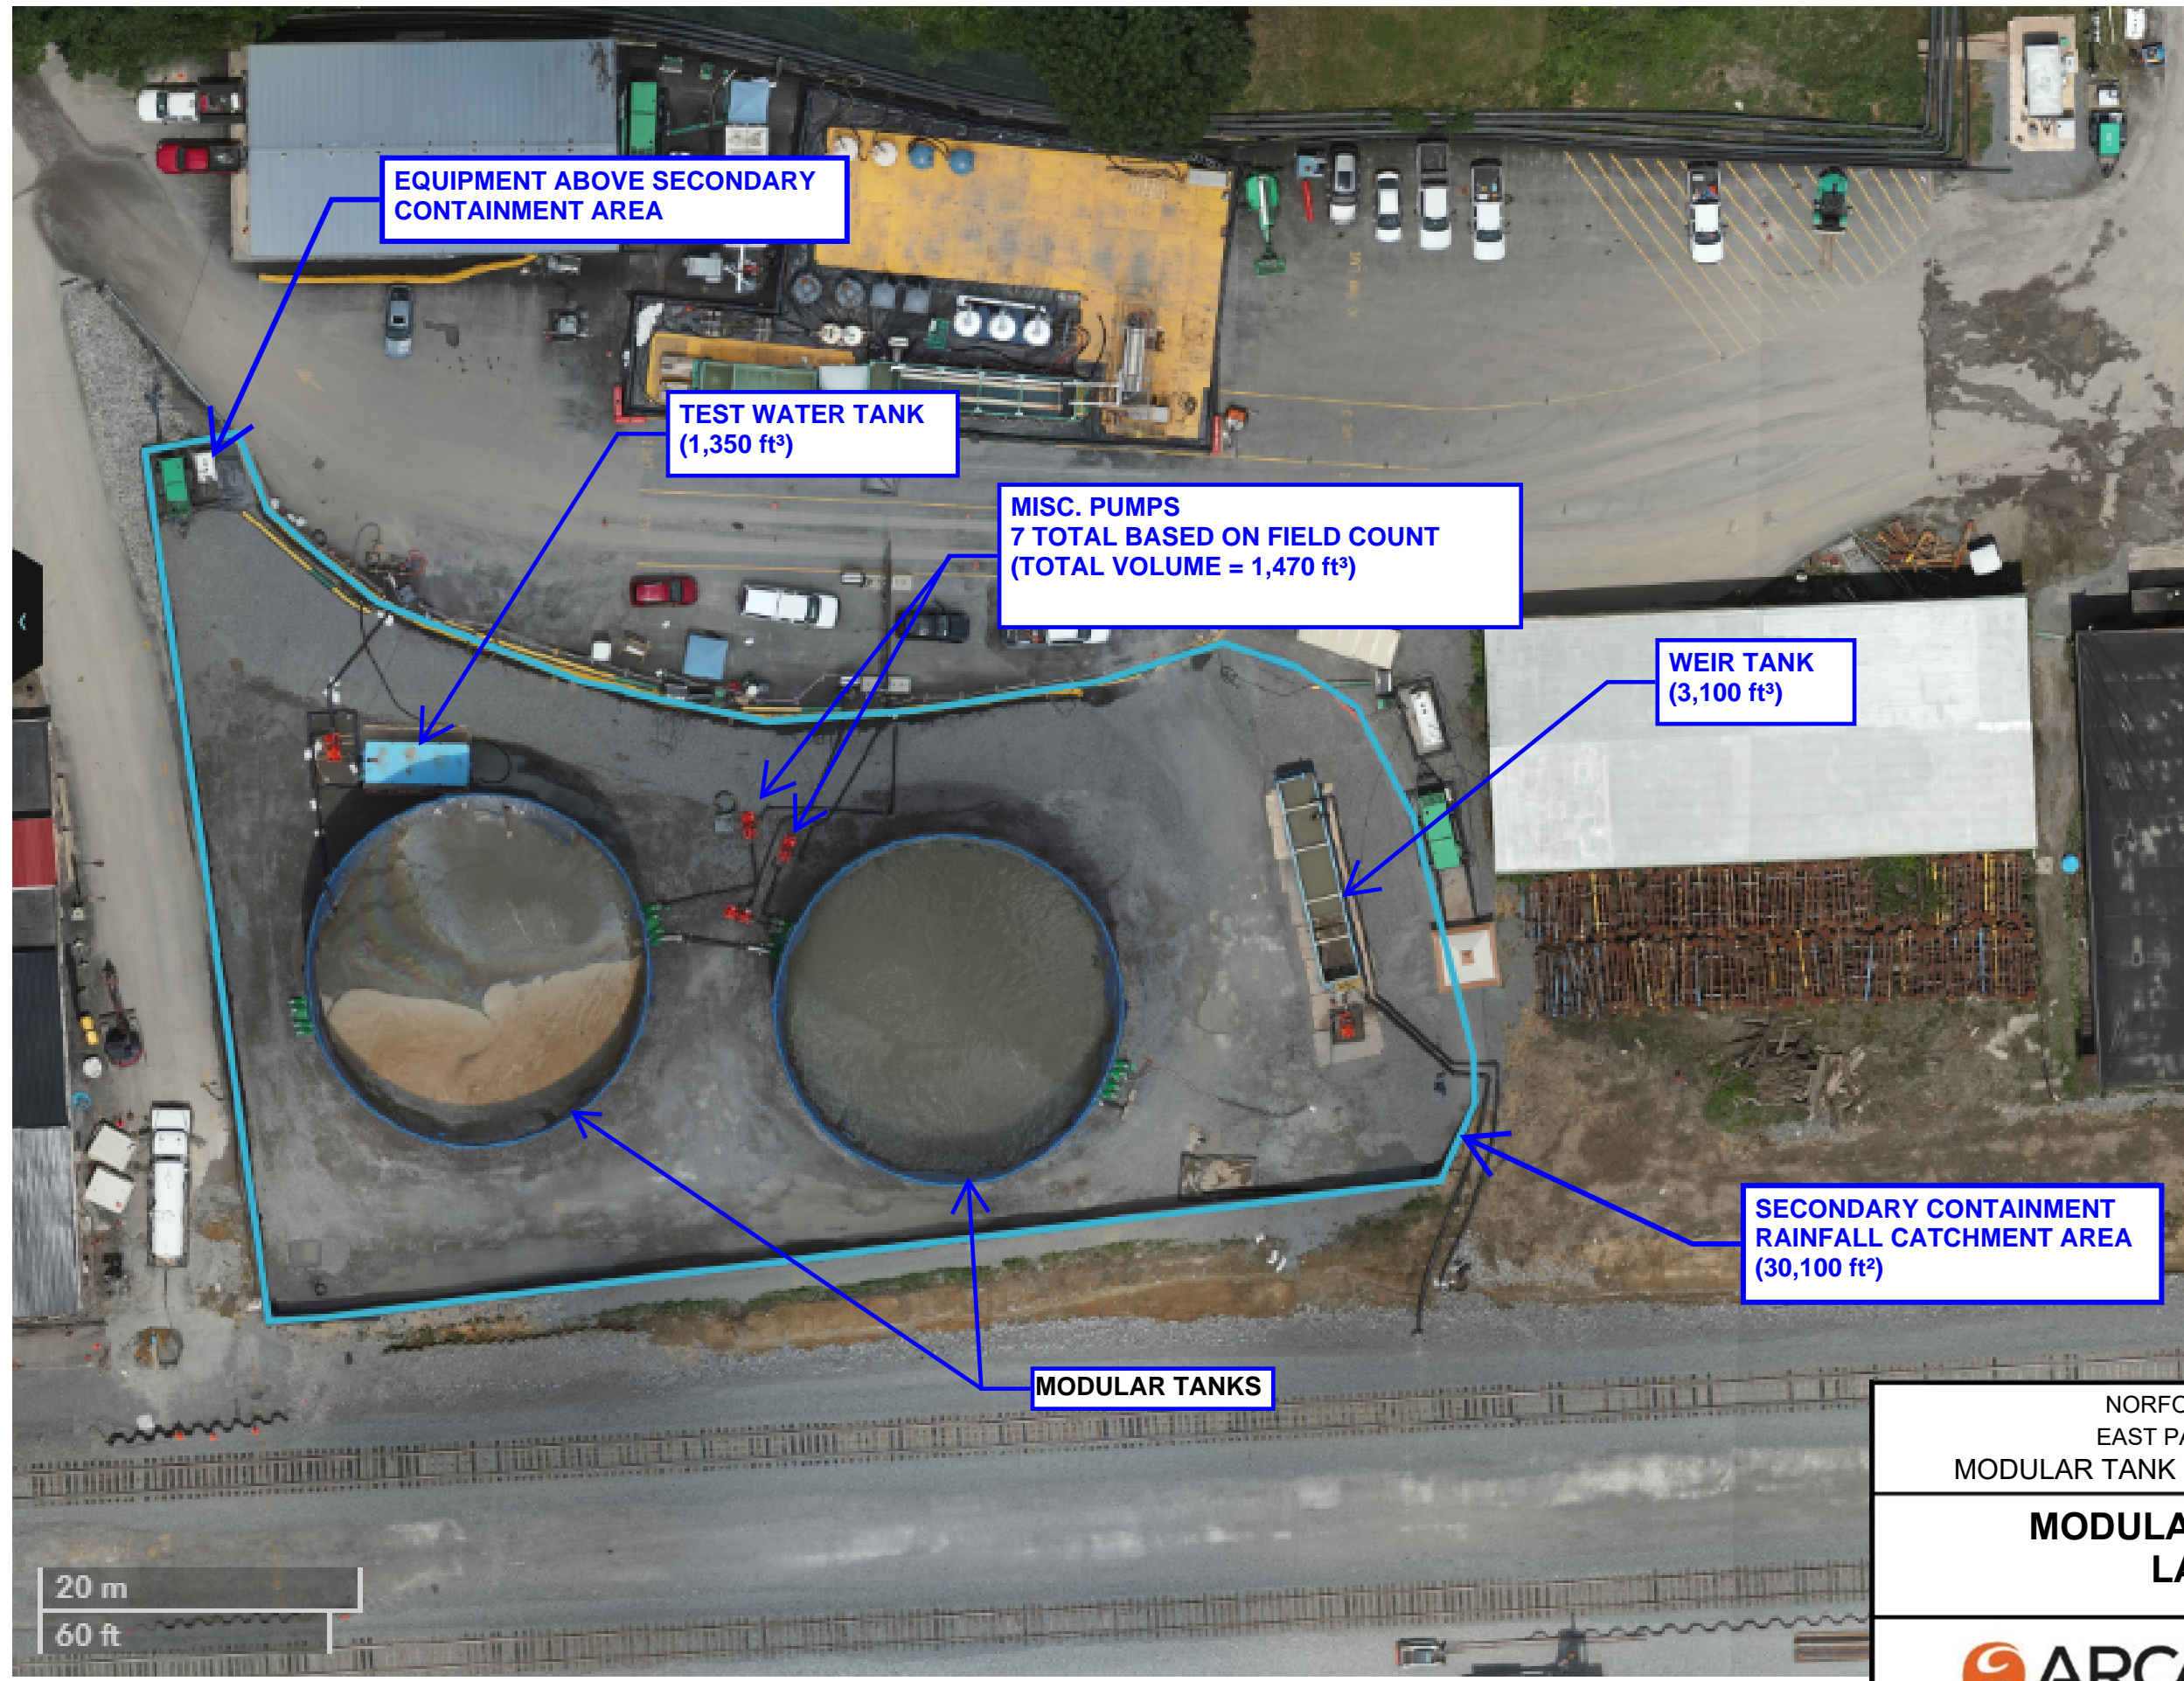 EQUIPMENT ABOVE SECONDARY
CONTAINMENT AREA
TEST WATER TANK
(1,350 ft³)
MISC. PUMPS
7 TOTAL BASED ON FIELD COUNT
(TOTAL VOLUME = 1,470 ft³)
WEIR TANK
(3,100 ft³)
SECONDARY CONTAINMENT
RAINFALL CATCHMENT AREA
(30,100 ft²)
MODULAR TANKS
20 m
60 ft
MODULAR TANK